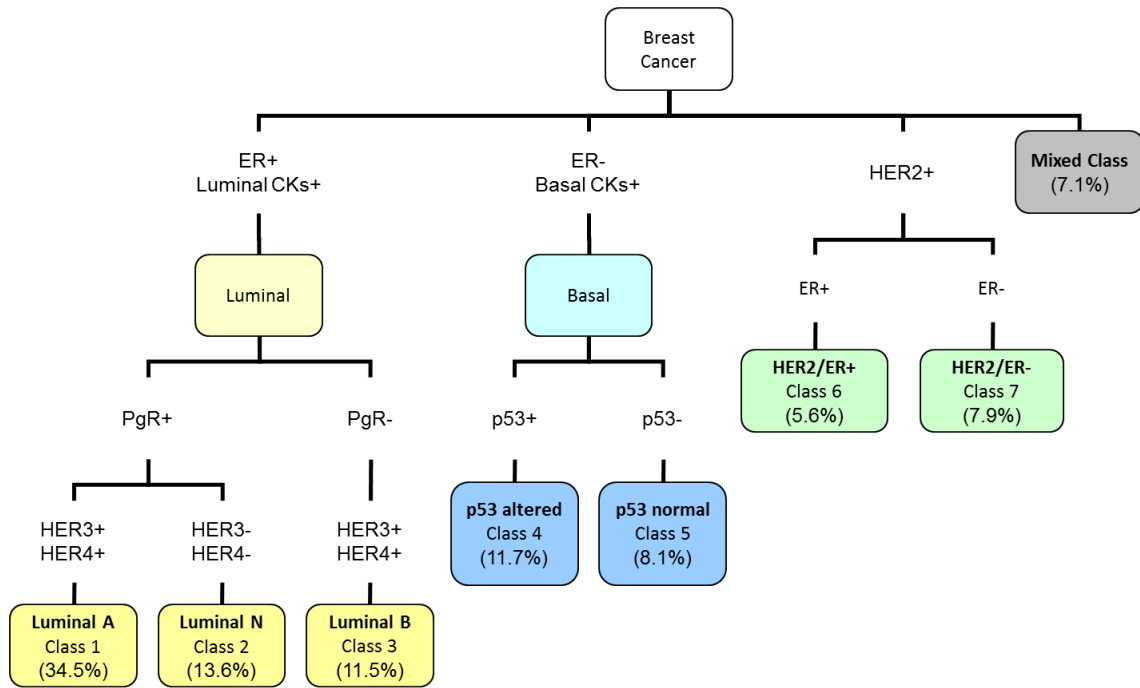 Breast
Cancer
ER+
Luminal CKs+
ER-
Basal CKs+
HER2+
Mixed Class
(7.1%)
Luminal
Basal
ER+
ER-
HER2/ER+
Class 6
(5.6%)
HER2/ER-
Class 7
(7.9%)
PgR+
PgR-
p53+
p53-
HER3+
HER4+
HER3-
HER4-
HER3+
HER4+
p53 altered
Class 4
(11.7%)
p53 normal
Class 5
(8.1%)
Luminal A
Class 1
(34.5%)
Luminal N
Class 2
(13.6%)
Luminal B
Class 3
(11.5%)